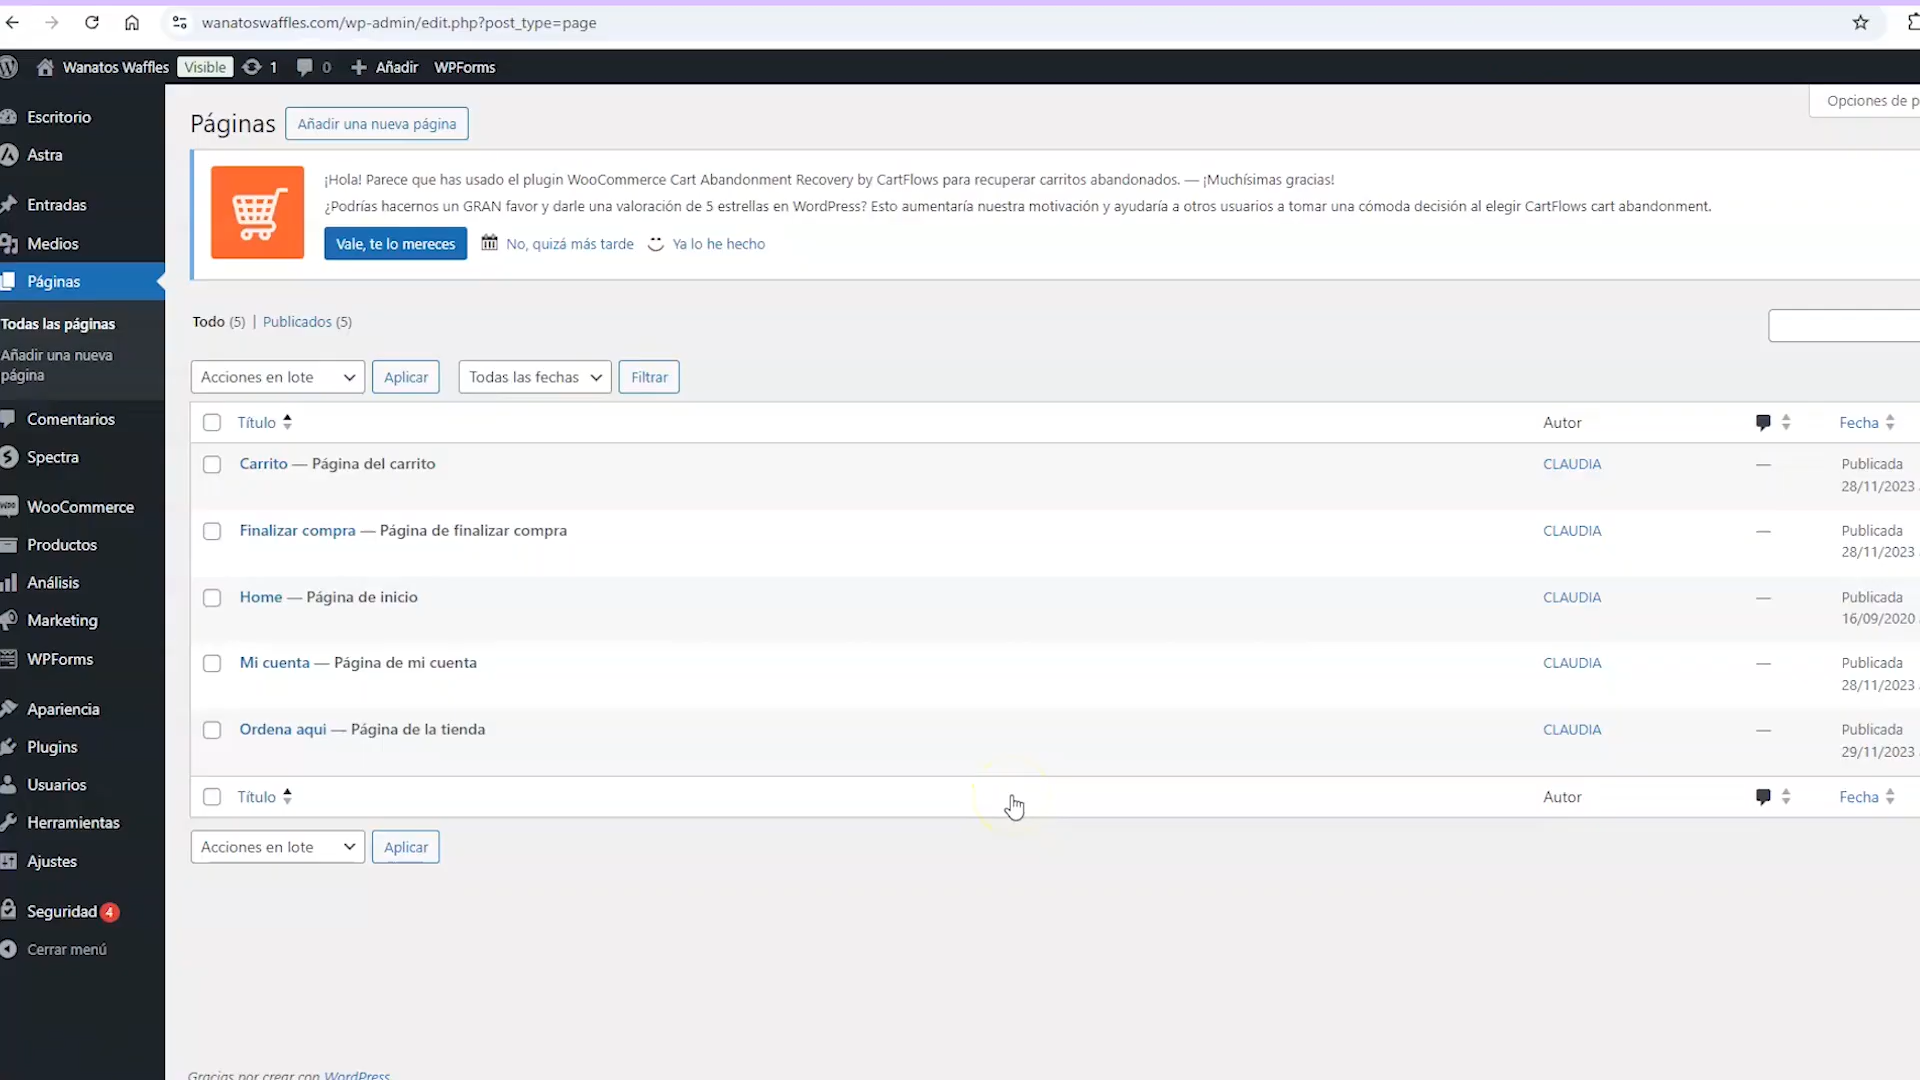 wanatoswaffles.com/wp-admin/edit.php?post_type=page
Wanatos Waffles Visible 1 0 Añadir WPForms
Opciones de p
Escritorio
Astra
Entradas
Medios
Páginas
Todas las páginas
Añadir una nueva
página
Comentarios
Spectra
WooCommerce
Productos
Análisis
Marketing
WPForms
Apariencia
Plugins
Usuarios
Herramientas
Ajustes
Seguridad 4
Cerrar menú
Páginas Añadir una nueva página
¡Hola! Parece que has usado el plugin WooCommerce Cart Abandonment Recovery by CartFlows para recuperar carritos abandonados. — ¡Muchísimas gracias!
¿Podrías hacernos un GRAN favor y darle una valoración de 5 estrellas en WordPress? Esto aumentaría nuestra motivación y ayudaría a otros usuarios a tomar una cómoda decisión al elegir CartFlows cart abandonment.
Vale, te lo mereces No, quizá más tarde Ya lo he hecho
Todo (5) | Publicados (5)
Acciones en lote Aplicar Todas las fechas Filtrar
Título Autor Fecha
Carrito — Página del carrito CLAUDIA — Publicada
28/11/2023
Finalizar compra — Página de finalizar compra CLAUDIA — Publicada
28/11/2023
Home — Página de inicio CLAUDIA — Publicada
16/09/2020
Mi cuenta — Página de mi cuenta CLAUDIA — Publicada
28/11/2023
Ordena aqui — Página de la tienda CLAUDIA — Publicada
29/11/2023
Título Autor Fecha
Acciones en lote Aplicar
Gracias por crear con WordPress